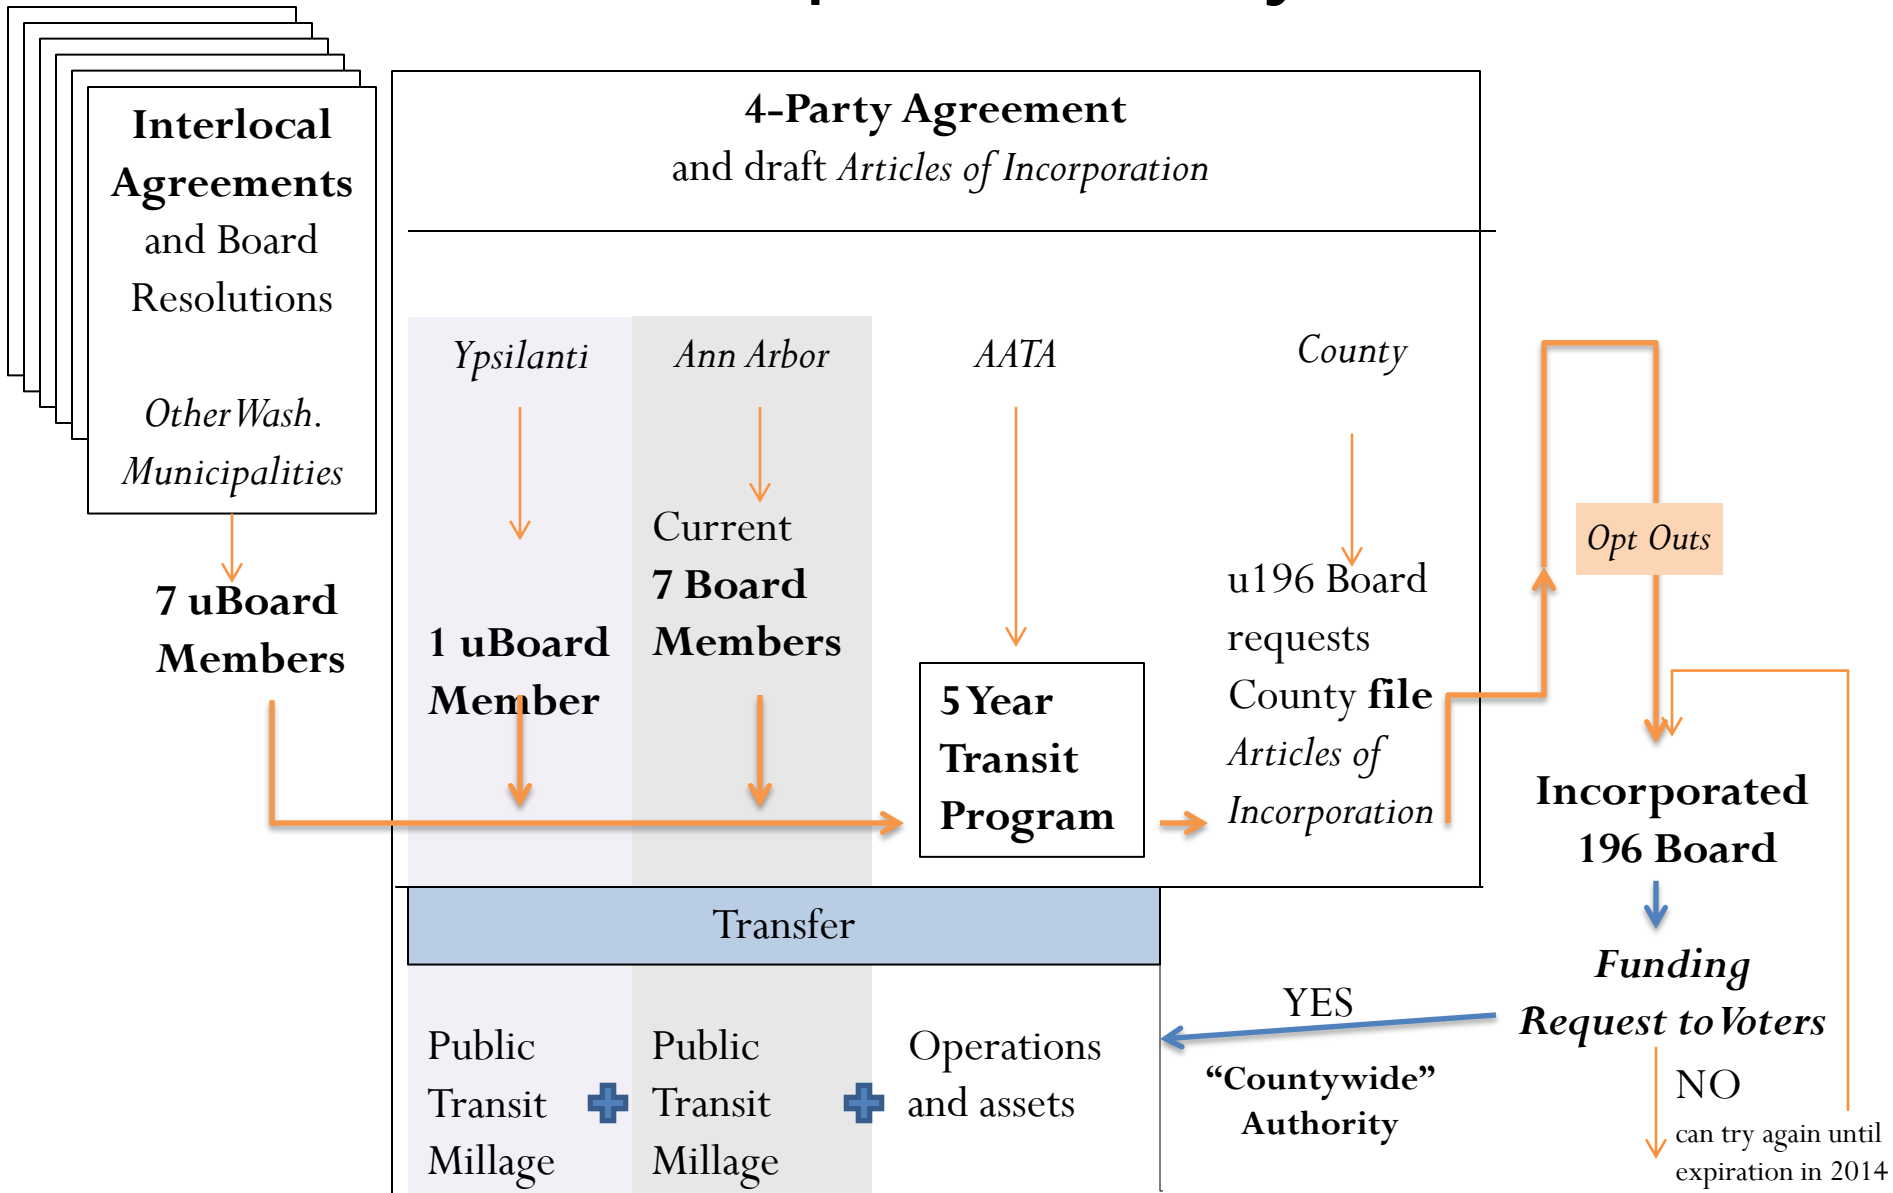 Interlocal
Agreements
and Board
Resolutions
Other Wash.
Municipalities
7 uBoard
Members
4-Party Agreement
and draft Articles of Incorporation
Ypsilanti
1 uBoard
Member
Ann Arbor
Current
7 Board
Members
AATA
5 Year
Transit
Program
County
u196 Board
requests
County file
Articles of
Incorporation
Opt Outs
Incorporated
196 Board
Funding
Request to Voters
YES
"Countywide"
Authority
NO
can try again until
expiration in 2014
Transfer
Public
Transit
Millage
Public
Transit
Millage
Operations
and assets